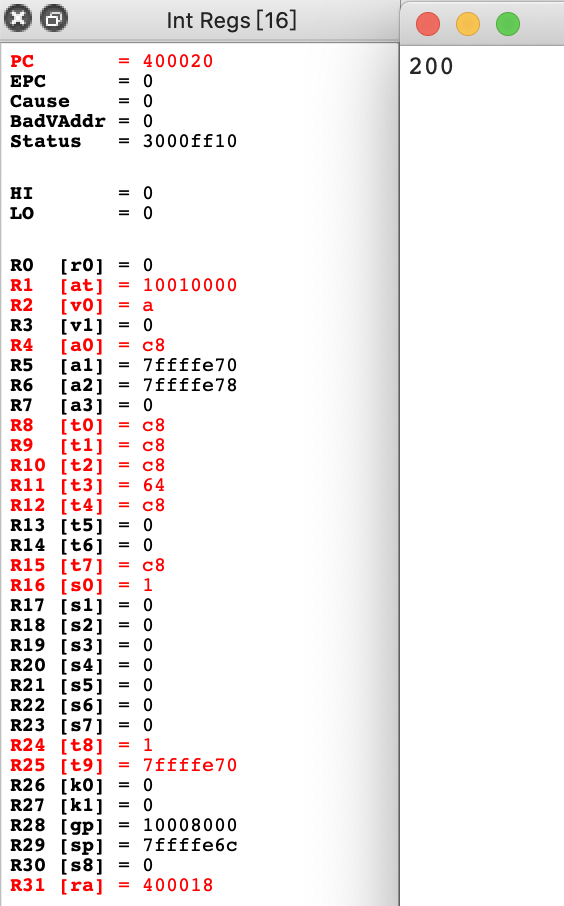 Int Regs [16]
PC = 400020
EPC = 0
Cause = 0
BadVAddr = 0
Status = 3000ff10
HI = 0
LO = 0
R0 [r0] = 0
R1 [at] = 10010000
R2 [v0] = a
R3 [v1] = 0
R4 [a0] = c8
R5 [a1] = 7ffffe70
R6 [a2] = 7ffffe78
R7 [a3] = 0
R8 [t0] = c8
R9 [t1] = c8
R10 [t2] = c8
R11 [t3] = 64
R12 [t4] = c8
R13 [t5] = 0
R14 [t6] = 0
R15 [t7] = c8
R16 [s0] = 1
R17 [s1] = 0
R18 [s2] = 0
R19 [s3] = 0
R20 [s4] = 0
R21 [s5] = 0
R22 [s6] = 0
R23 [s7] = 0
R24 [t8] = 1
R25 [t9] = 7ffffe70
R26 [k0] = 0
R27 [k1] = 0
R28 [gp] = 10008000
R29 [sp] = 7ffffe6c
R30 [s8] = 0
R31 [ra] = 400018
200